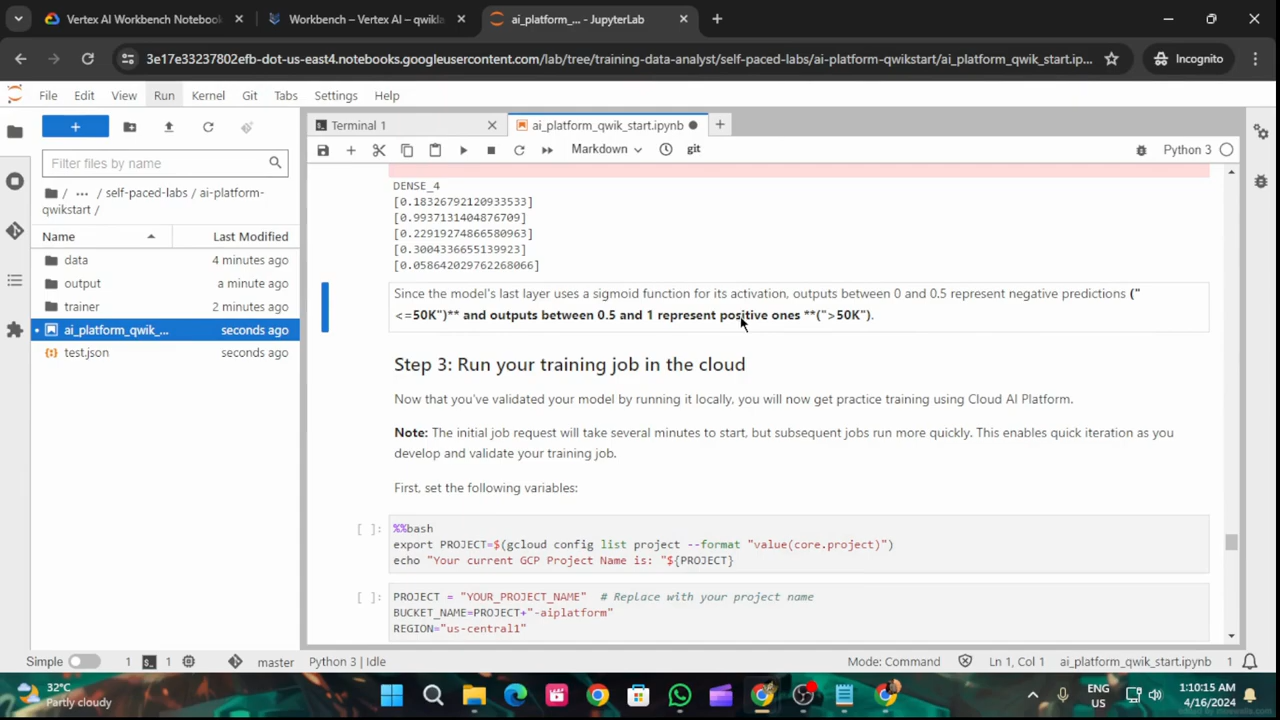 Vertex AI Workbench Notebook
Workbench – Vertex AI – qwikla
ai_platform_... - JupyterLab
3e17e33237802efb-dot-us-east4.notebooks.googleusercontent.com/lab/tree/training-data-analyst/self-paced-labs/ai-platform-qwikstart/ai_platform_qwik_start.ip...
Incognito
File Edit View Run Kernel Git Tabs Settings Help
Terminal 1
ai_platform_qwik_start.ipynb
Markdown
git
Python 3
Filter files by name
/ ... / self-paced-labs / ai-platform-
qwikstart /
Name Last Modified
data 4 minutes ago
output a minute ago
trainer 2 minutes ago
ai_platform_qwik_... seconds ago
test.json seconds ago
DENSE_4
[0.18326792120933533]
[0.9937131404876709]
[0.22919274866580963]
[0.3004336655139923]
[0.058642029762268066]
Since the model's last layer uses a sigmoid function for its activation, outputs between 0 and 0.5 represent negative predictions ("
<=50K")** and outputs between 0.5 and 1 represent positive ones **(">50K").
Step 3: Run your training job in the cloud
Now that you've validated your model by running it locally, you will now get practice training using Cloud AI Platform.
Note: The initial job request will take several minutes to start, but subsequent jobs run more quickly. This enables quick iteration as you
develop and validate your training job.
First, set the following variables:
[ ]: %%bash
export PROJECT=$(gcloud config list project --format "value(core.project)")
echo "Your current GCP Project Name is: "${PROJECT}
[ ]: PROJECT = "YOUR_PROJECT_NAME" # Replace with your project name
BUCKET_NAME=PROJECT+"-aiplatform"
REGION="us-central1"
Simple 1 1 master Python 3 | Idle Mode: Command Ln 1, Col 1 ai_platform_qwik_start.ipynb 1
32°C
Partly cloudy
ENG
US
1:10:15 AM
4/16/2024